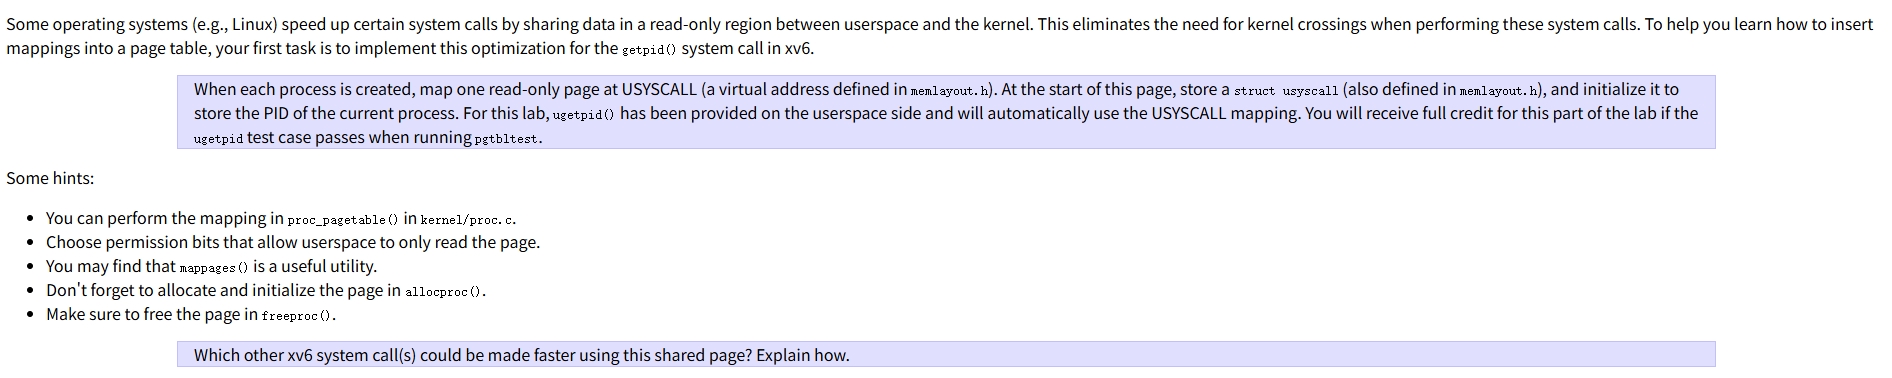 Some operating systems (e.g., Linux) speed up certain system calls by sharing data in a read-only region between userspace and the kernel. This eliminates the need for kernel crossings when performing these system calls. To help you learn how to insert
mappings into a page table, your first task is to implement this optimization for the getpid() system call in xv6.
When each process is created, map one read-only page at USYSCALL (a virtual address defined in memlayout.h). At the start of this page, store a struct usyscall (also defined in memlayout.h), and initialize it to
store the PID of the current process. For this lab, ugetpid() has been provided on the userspace side and will automatically use the USYSCALL mapping. You will receive full credit for this part of the lab if the
ugetpid test case passes when running pgtbltest.
Some hints:
• You can perform the mapping in proc_pagetable() in kernel/proc.c.
• Choose permission bits that allow userspace to only read the page.
• You may find that mappages() is a useful utility.
• Don't forget to allocate and initialize the page in allocproc().
• Make sure to free the page in freeproc().
Which other xv6 system call(s) could be made faster using this shared page? Explain how.